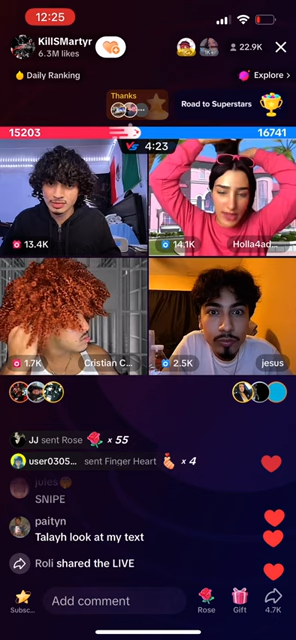 12:25
KillSMartyr
6.3M likes
22.9K
Daily Ranking
Explore >
Thanks
Road to Superstars
15203
VS 4:23
16741
13.4K
14.1K
Holla4ad...
1.7K
Cristian C...
2.5K
jesus
JJ sent Rose x 55
user0305... sent Finger Heart x 4
jules
SNIPE
paityn
Talayh look at my text
Roli shared the LIVE
Subsc...
Add comment
Rose
Gift
4.7K